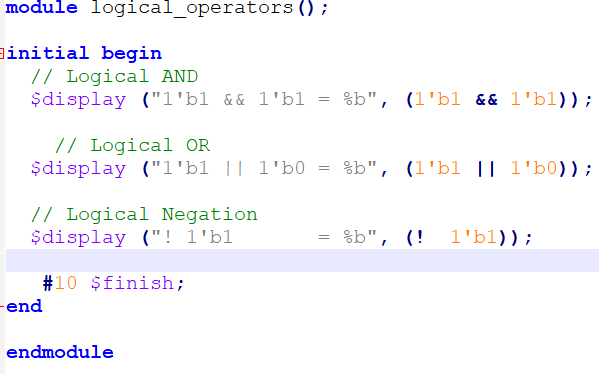 module logical_operators();
initial begin
// Logical AND
$display ("1'b1 && 1'b1 = %b", (1'b1 && 1'b1));
// Logical OR
$display ("1'b1 || 1'b0 = %b", (1'b1 || 1'b0));
// Logical Negation
$display ("! 1'b1       = %b", (!  1'b1));
#10 $finish;
end
endmodule